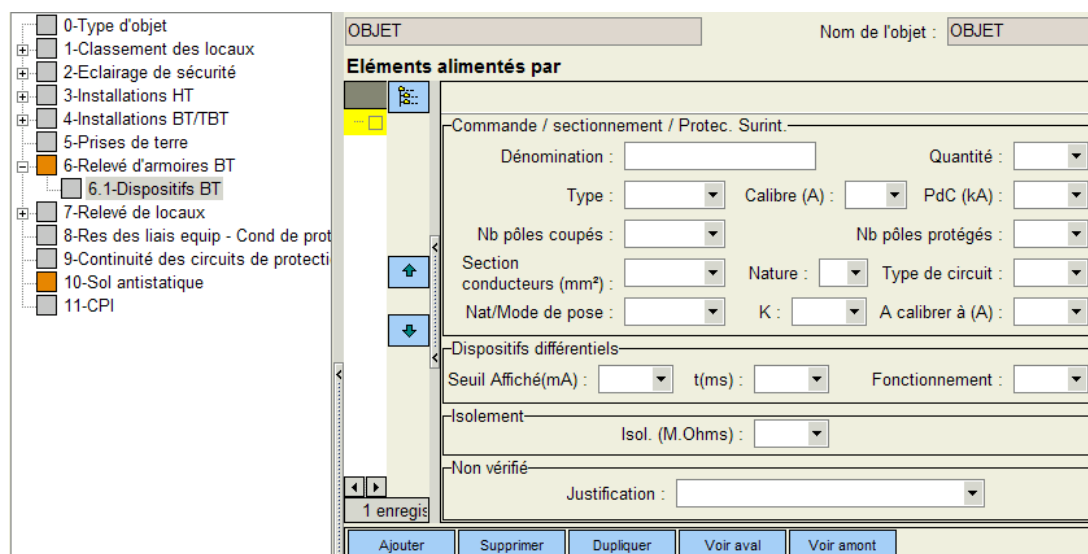 0-Type d'objet
1-Classement des locaux
2-Eclairage de sécurité
3-Installations HT
4-Installations BT/TBT
5-Prises de terre
6-Relevé d'armoires BT
6.1-Dispositifs BT
7-Relevé de locaux
8-Res des liais equip - Cond de prot
9-Continuité des circuits de protecti
10-Sol antistatique
11-CPI
OBJET Nom de l'objet : OBJET
Eléments alimentés par
Commande / sectionnement / Protec. Surint.
Dénomination : Quantité :
Type : Calibre (A) : PdC (kA) :
Nb pôles coupés : Nb pôles protégés :
Section
conducteurs (mm²) : Nature : Type de circuit :
Nat/Mode de pose : K : A calibrer à (A) :
Dispositifs différentiels
Seuil Affiché(mA) : t(ms) : Fonctionnement :
Isolement
Isol. (M.Ohms) :
Non vérifié
Justification :
1 enregis
Ajouter Supprimer Dupliquer Voir aval Voir amont